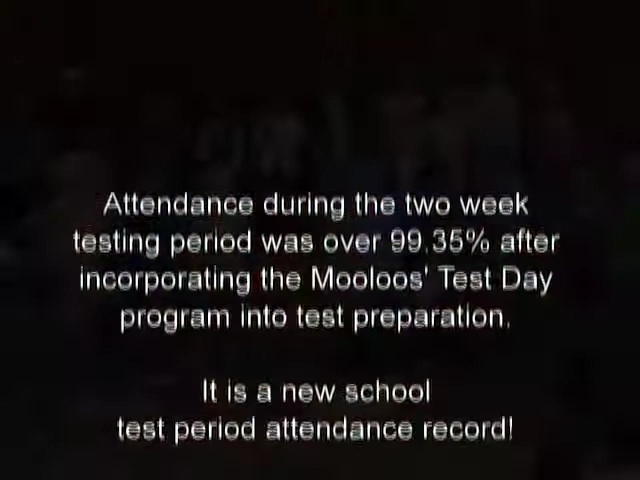 Attendance during the two week
testing period was over 99.35% after
incorporating the Mooloos' Test Day
program into test preparation.
It is a new school
test period attendance record!